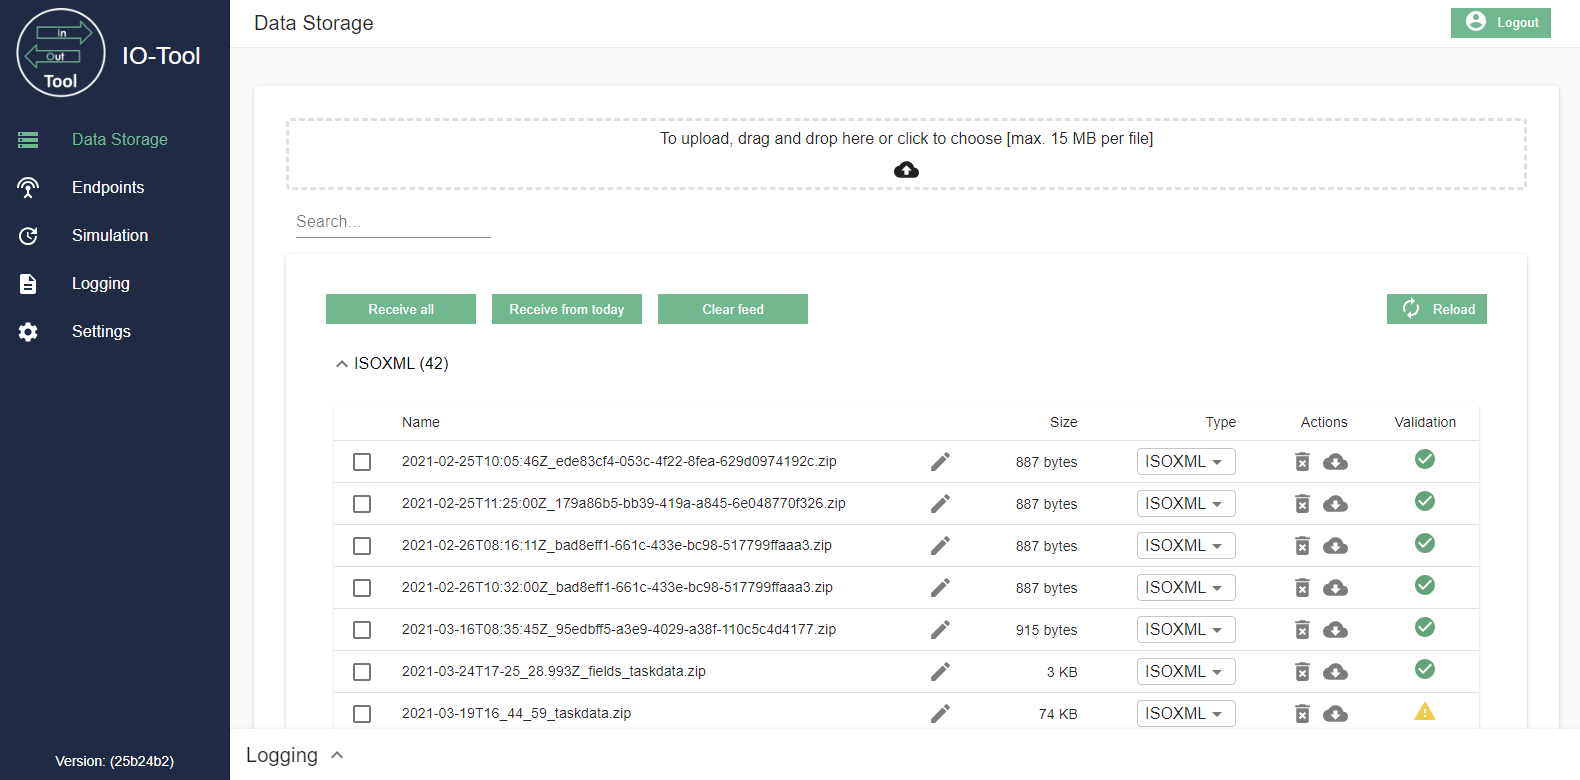 In
Out
Tool
IO-Tool
Data Storage
Endpoints
Simulation
Logging
Settings
Version: (25b24b2)
Data Storage
Logout
To upload, drag and drop here or click to choose [max. 15 MB per file]
Search...
Receive all Receive from today Clear feed Reload
ISOXML (42)
Name Size Type Actions Validation
2021-02-25T10:05:46Z_ede83cf4-053c-4f22-8fea-629d0974192c.zip 887 bytes ISOXML
2021-02-25T11:25:00Z_179a86b5-bb39-419a-a845-6e048770f326.zip 887 bytes ISOXML
2021-02-26T08:16:11Z_bad8eff1-661c-433e-bc98-517799ffaaa3.zip 887 bytes ISOXML
2021-02-26T10:32:00Z_bad8eff1-661c-433e-bc98-517799ffaaa3.zip 887 bytes ISOXML
2021-03-16T08:35:45Z_95edbff5-a3e9-4029-a38f-110c5c4d4177.zip 915 bytes ISOXML
2021-03-24T17-25_28.993Z_fields_taskdata.zip 3 KB ISOXML
2021-03-19T16_44_59_taskdata.zip 74 KB ISOXML
Logging